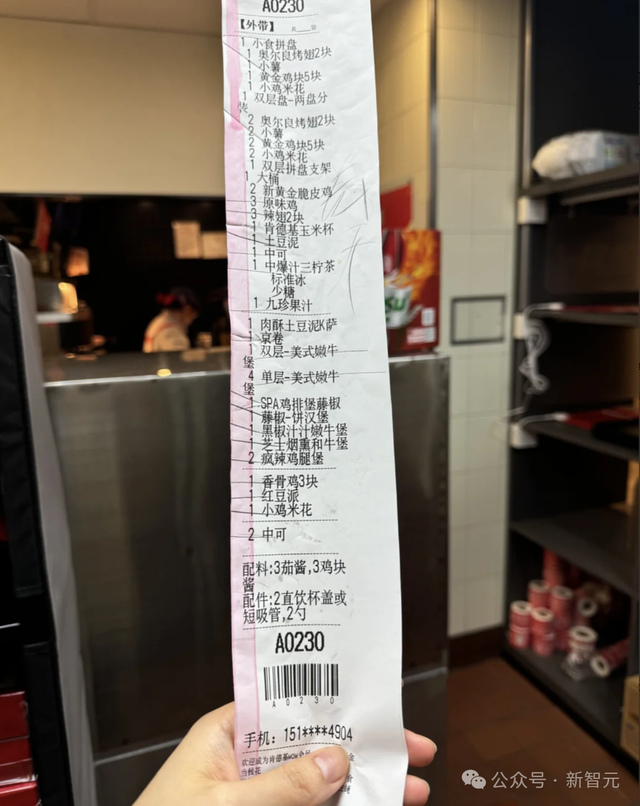 A0230
【外带】
1 小食拼盘
1 奥尔良烤翅2块
1 小薯
1 黄金鸡块5块
1 小鸡米花
1 双层盘-两盘分
装
2 奥尔良烤翅2块
2 小薯
2 黄金鸡块5块
2 小鸡米花
1 双层拼盘支架
1 大桶
2 新黄金脆皮鸡
3 原味鸡
3 辣翅2块
1 肯德基玉米杯
1 土豆泥
1 中可
1 中爆汁三柠茶
标准冰
少糖
1 九珍果汁
1 肉酥土豆泥K萨
1 京卷
1 双层-美式嫩牛
堡
4 单层-美式嫩牛
堡
1 SPA鸡排堡藤椒
藤椒-饼汉堡
1 黑椒汁汁嫩牛堡
1 芝士烟熏和牛堡
2 疯辣鸡腿堡
1 香骨鸡3块
1 红豆派
1 小鸡米花
2 中可
配料:3茄酱,3鸡块
酱
配件:2直饮杯盖或
短吸管,2勺
A0230
A0230
手机: 151****4904
欢迎成为肯德基
公众号·新智元